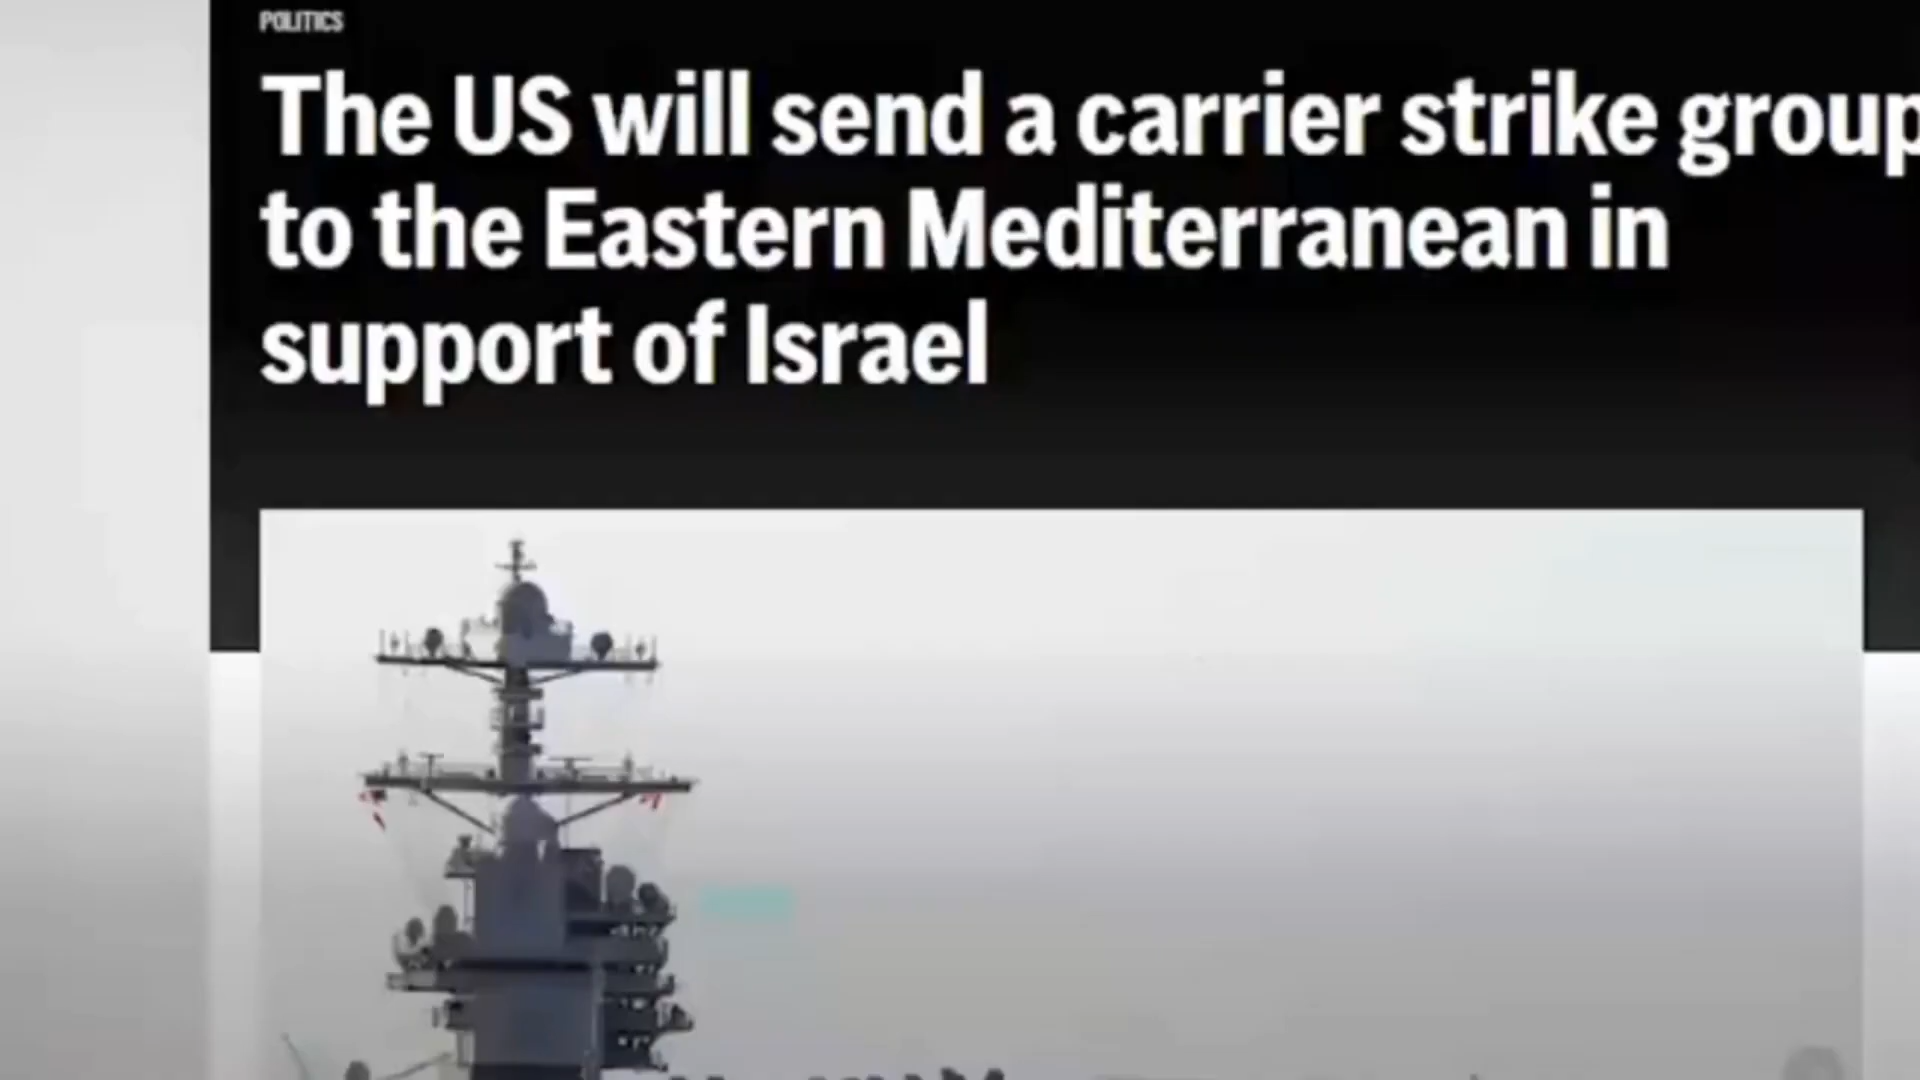 POLITICS
The US will send a carrier strike group
to the Eastern Mediterranean in
support of Israel